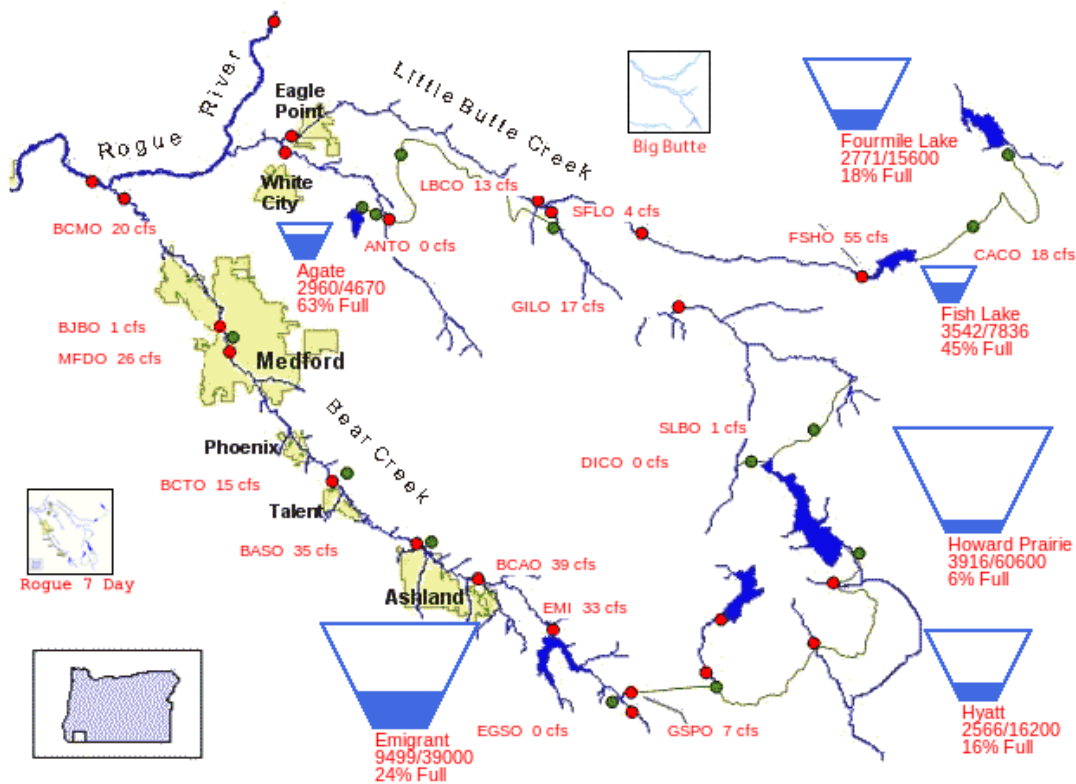 Eagle
Point
Little Butte Creek
Rogue River
Big Butte
Fourmile Lake
2771/15600
18% Full
White
City
LBCO 13 cfs
SFLO 4 cfs
BCMO 20 cfs
ANTO 0 cfs
FSHO 55 cfs
CACO 18 cfs
Agate
2960/4670
63% Full
GILO 17 cfs
Fish Lake
3542/7836
45% Full
BJBO 1 cfs
MFDO 26 cfs
Medford
Bear Creek
SLBO 1 cfs
Phoenix
DICO 0 cfs
BCTO 15 cfs
Talent
Howard Prairie
3916/60600
6% Full
BASO 35 cfs
BCAO 39 cfs
Rogue 7 Day
Ashland
EMI 33 cfs
Hyatt
2566/16200
16% Full
EGSO 0 cfs
GSPO 7 cfs
Emigrant
9499/39000
24% Full